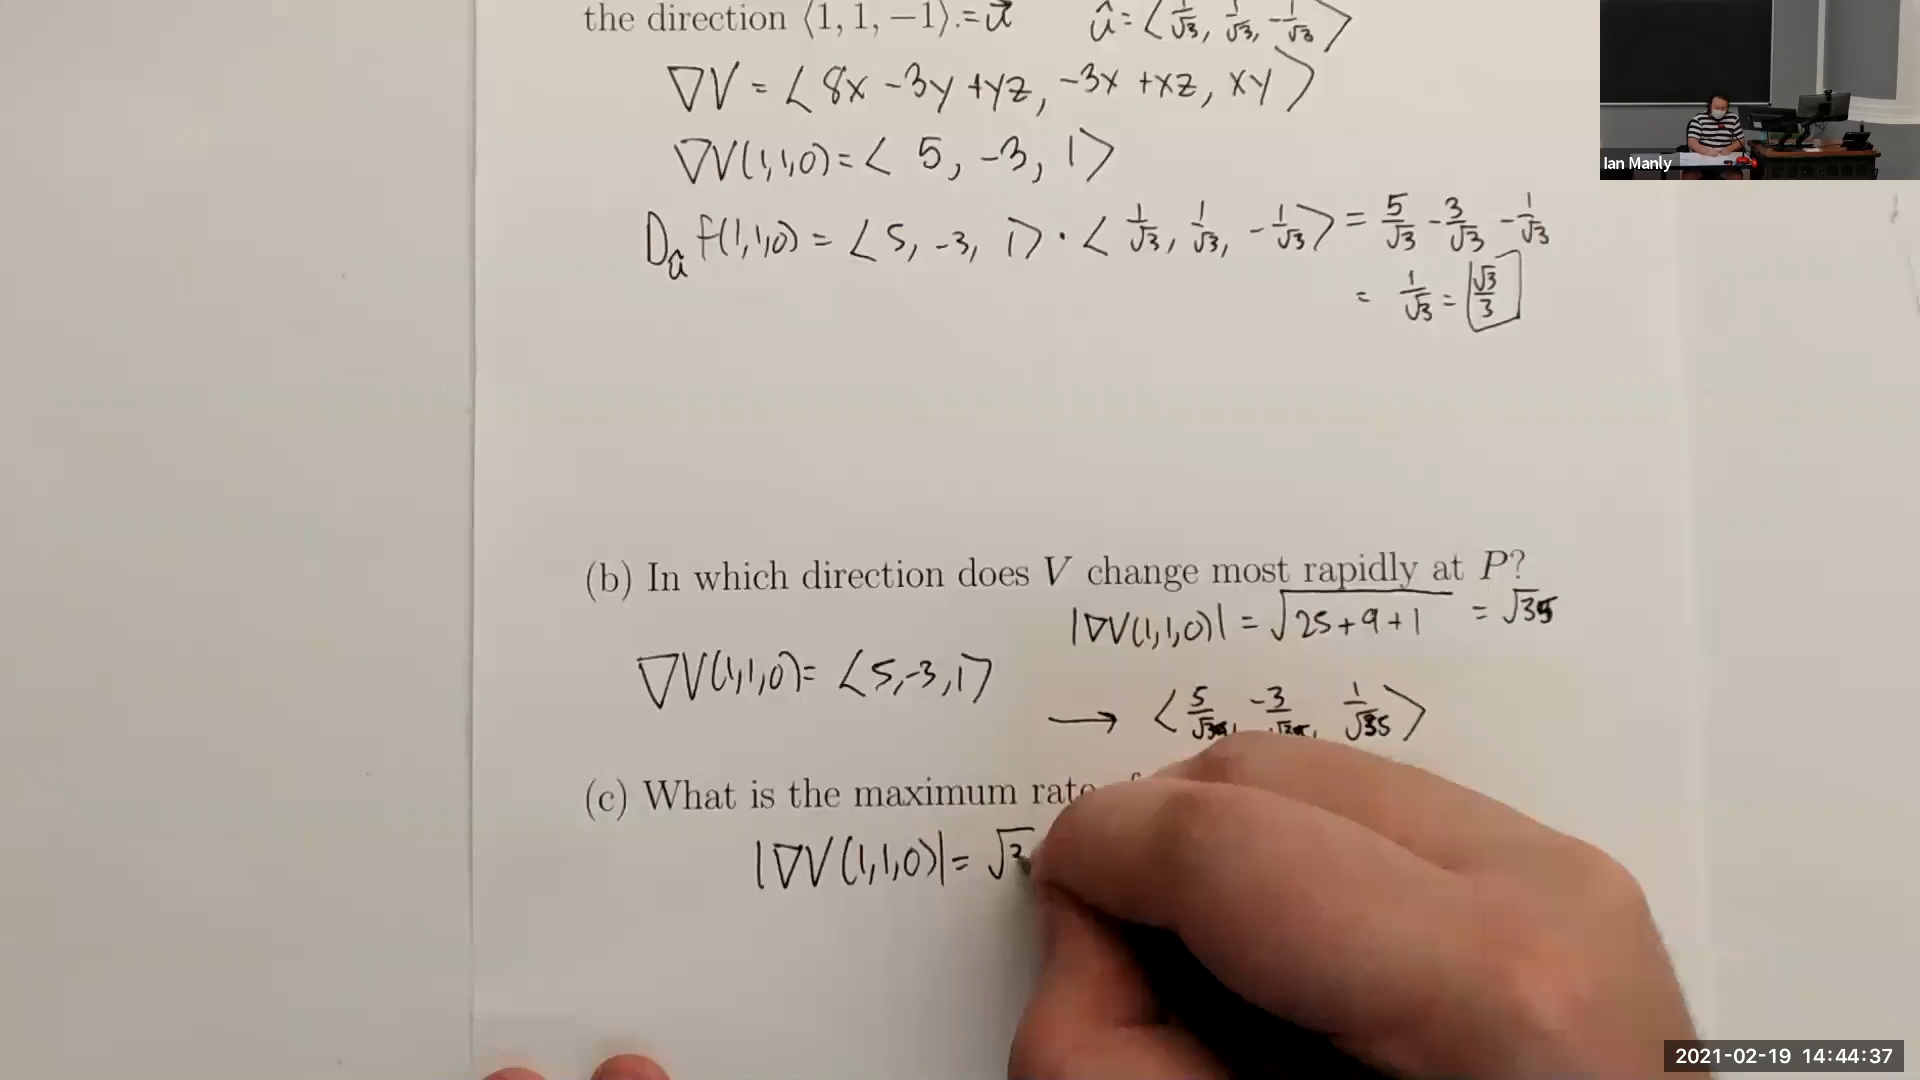 the direction ⟨1, 1, −1⟩.= u⃗ û = ⟨1/√3, 1/√3, −1/√3⟩
∇V = ⟨8x −3y +yz, −3x +xz, xy⟩
Ian Manly
∇V(1,1,0) = ⟨5, −3, 1⟩
D_û f(1,1,0) = ⟨5, −3, 1⟩ · ⟨1/√3, 1/√3, −1/√3⟩ = 5/√3 − 3/√3 − 1/√3
= 1/√3 = √3/3
(b) In which direction does V change most rapidly at P?
|∇V(1,1,0)| = √25+9+1 = √35
∇V(1,1,0) = ⟨5,−3,1⟩
→ ⟨5/√35, −3/√35, 1/√35⟩
(c) What is the maximum rate
|∇V(1,1,0)| = √3
2021-02-19 14:44:37